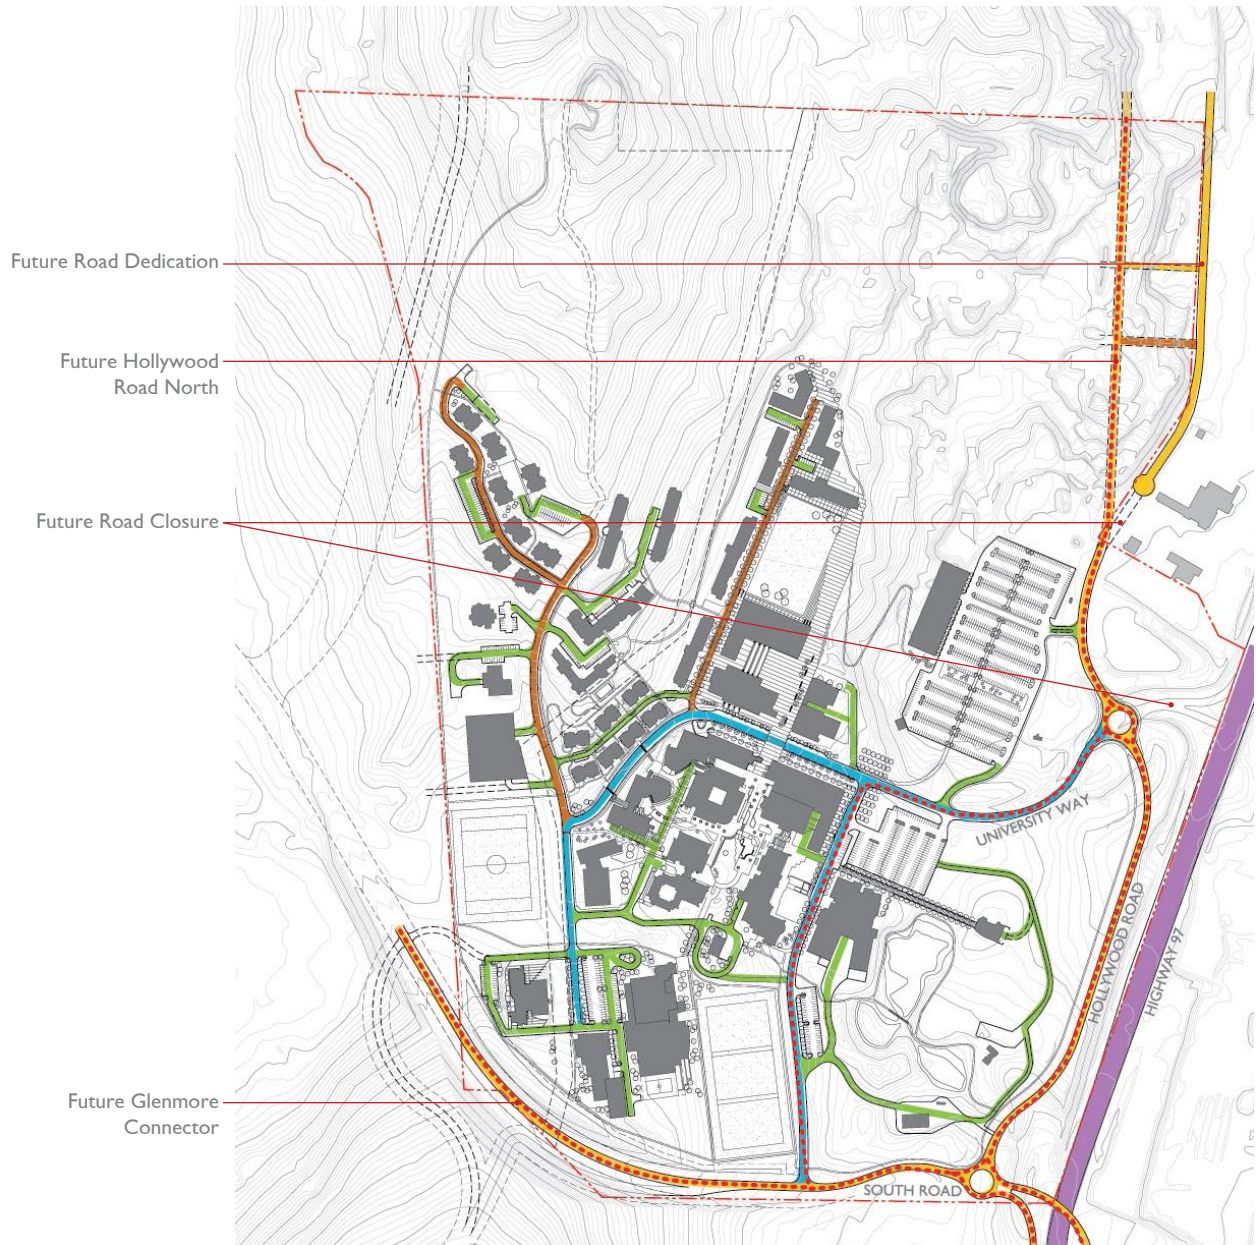 Future Road Dedication
Future Hollywood
Road North
Future Road Closure
UNIVERSITY WAY
HOLLYWOOD ROAD
HIGHWAY 97
Future Glenmore
Connector
SOUTH ROAD